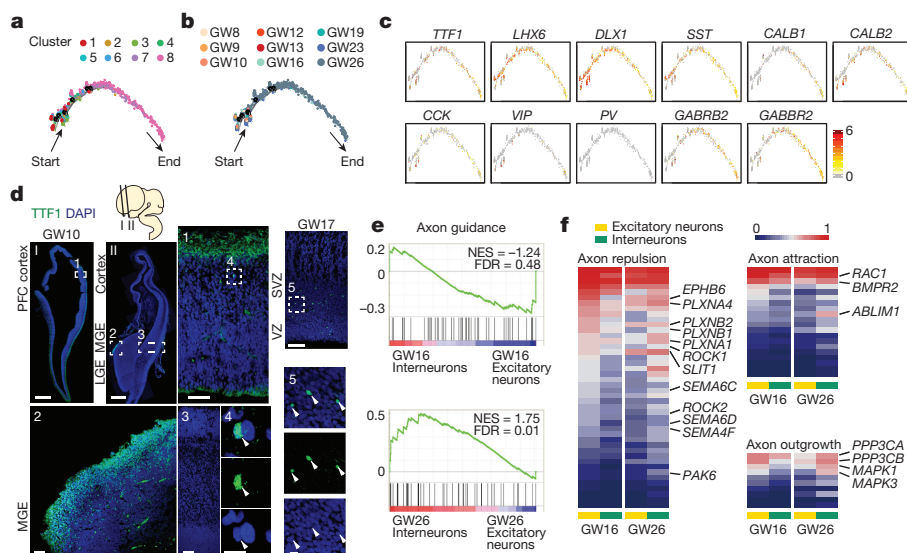 a
Cluster 1 2 3 4
5 6 7 8
Start
End
b
GW8 GW12 GW19
GW9 GW13 GW23
GW10 GW16 GW26
Start
End
c
TTF1 LHX6 DLX1 SST CALB1 CALB2
CCK VIP PV GABRB2 GABBR2
6
0
d
TTF1 DAPI
I II
GW10
PFC cortex
I
1
II
Cortex
LGE MGE
2
3
1
4
GW17
SVZ
VZ
5
2
MGE
3
4
5
e
Axon guidance
0.2
0
−0.3
NES = −1.24
FDR = 0.48
GW16
Interneurons
GW16
Excitatory
neurons
0.5
0
NES = 1.75
FDR = 0.01
GW26
Interneurons
GW26
Excitatory
neurons
f
Excitatory neurons
Interneurons
0 1
Axon repulsion
EPHB6
PLXNA4
PLXNB2
PLXNB1
PLXNA1
ROCK1
SLIT1
SEMA6C
ROCK2
SEMA6D
SEMA4F
PAK6
GW16 GW26
Axon attraction
RAC1
BMPR2
ABLIM1
GW16 GW26
Axon outgrowth
PPP3CA
PPP3CB
MAPK1
MAPK3
GW16 GW26